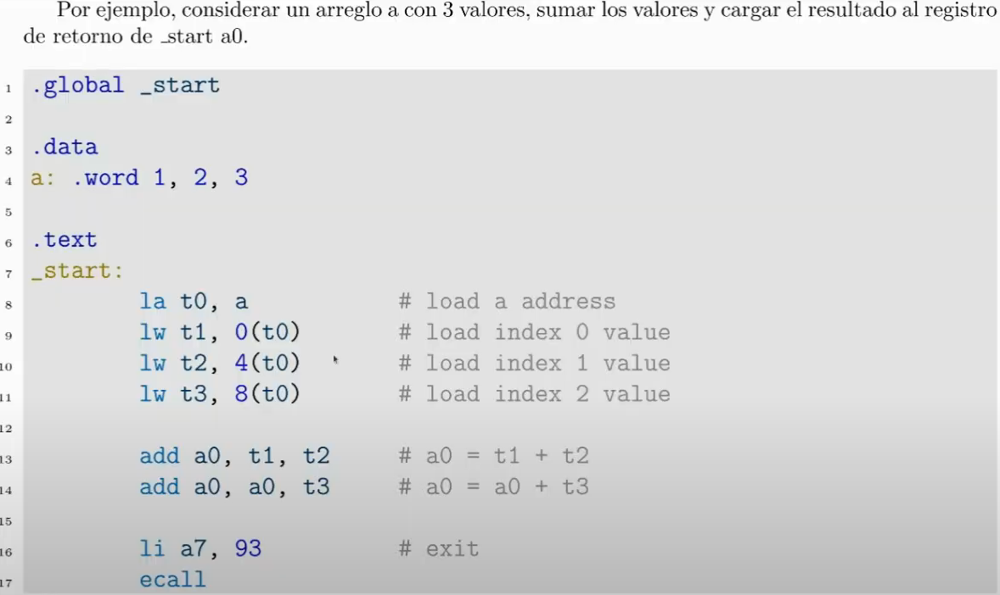 Por ejemplo, considerar un arreglo a con 3 valores, sumar los valores y cargar el resultado al registro
de retorno de _start a0.
1 .global _start
2
3 .data
4 a: .word 1, 2, 3
5
6 .text
7 _start:
8 la t0, a # load a address
9 lw t1, 0(t0) # load index 0 value
10 lw t2, 4(t0) # load index 1 value
11 lw t3, 8(t0) # load index 2 value
12
13 add a0, t1, t2 # a0 = t1 + t2
14 add a0, a0, t3 # a0 = a0 + t3
15
16 li a7, 93 # exit
17 ecall